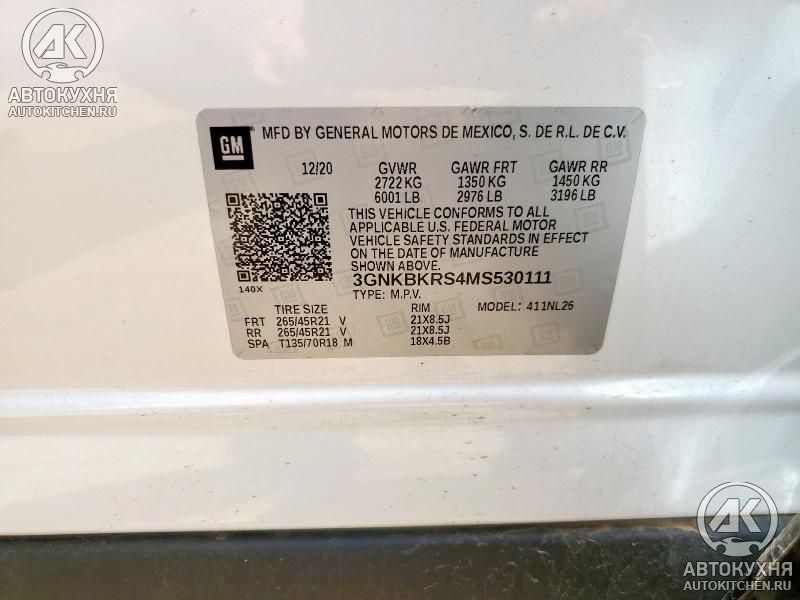 AK
АВТОКУХНЯ
AUTOKITCHEN.RU
GM
MFD BY GENERAL MOTORS DE MEXICO, S. DE R.L. DE C.V.
12/20 GVWR GAWR FRT GAWR RR
2722 KG 1350 KG 1450 KG
6001 LB 2976 LB 3196 LB
THIS VEHICLE CONFORMS TO ALL
APPLICABLE U.S. FEDERAL MOTOR
VEHICLE SAFETY STANDARDS IN EFFECT
ON THE DATE OF MANUFACTURE
SHOWN ABOVE.
3GNKBKRS4MS530111
140X
TYPE: M.P.V.
TIRE SIZE RIM MODEL: 411NL26
FRT 265/45R21 V 21X8.5J
RR 265/45R21 V 21X8.5J
SPA T135/70R18 M 18X4.5B
AK
АВТОКУХНЯ
AUTOKITCHEN.RU